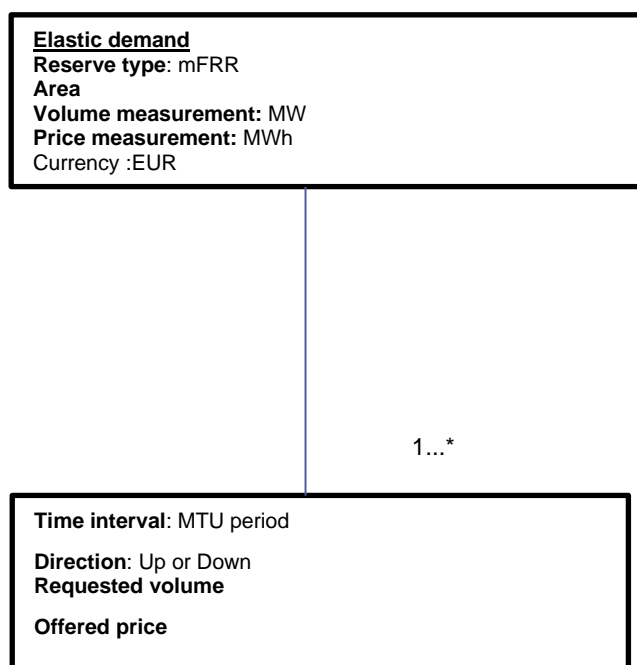 Elastic demand
Reserve type: mFRR
Area
Volume measurement: MW
Price measurement: MWh
Currency :EUR
1...*
Time interval: MTU period
Direction: Up or Down
Requested volume
Offered price